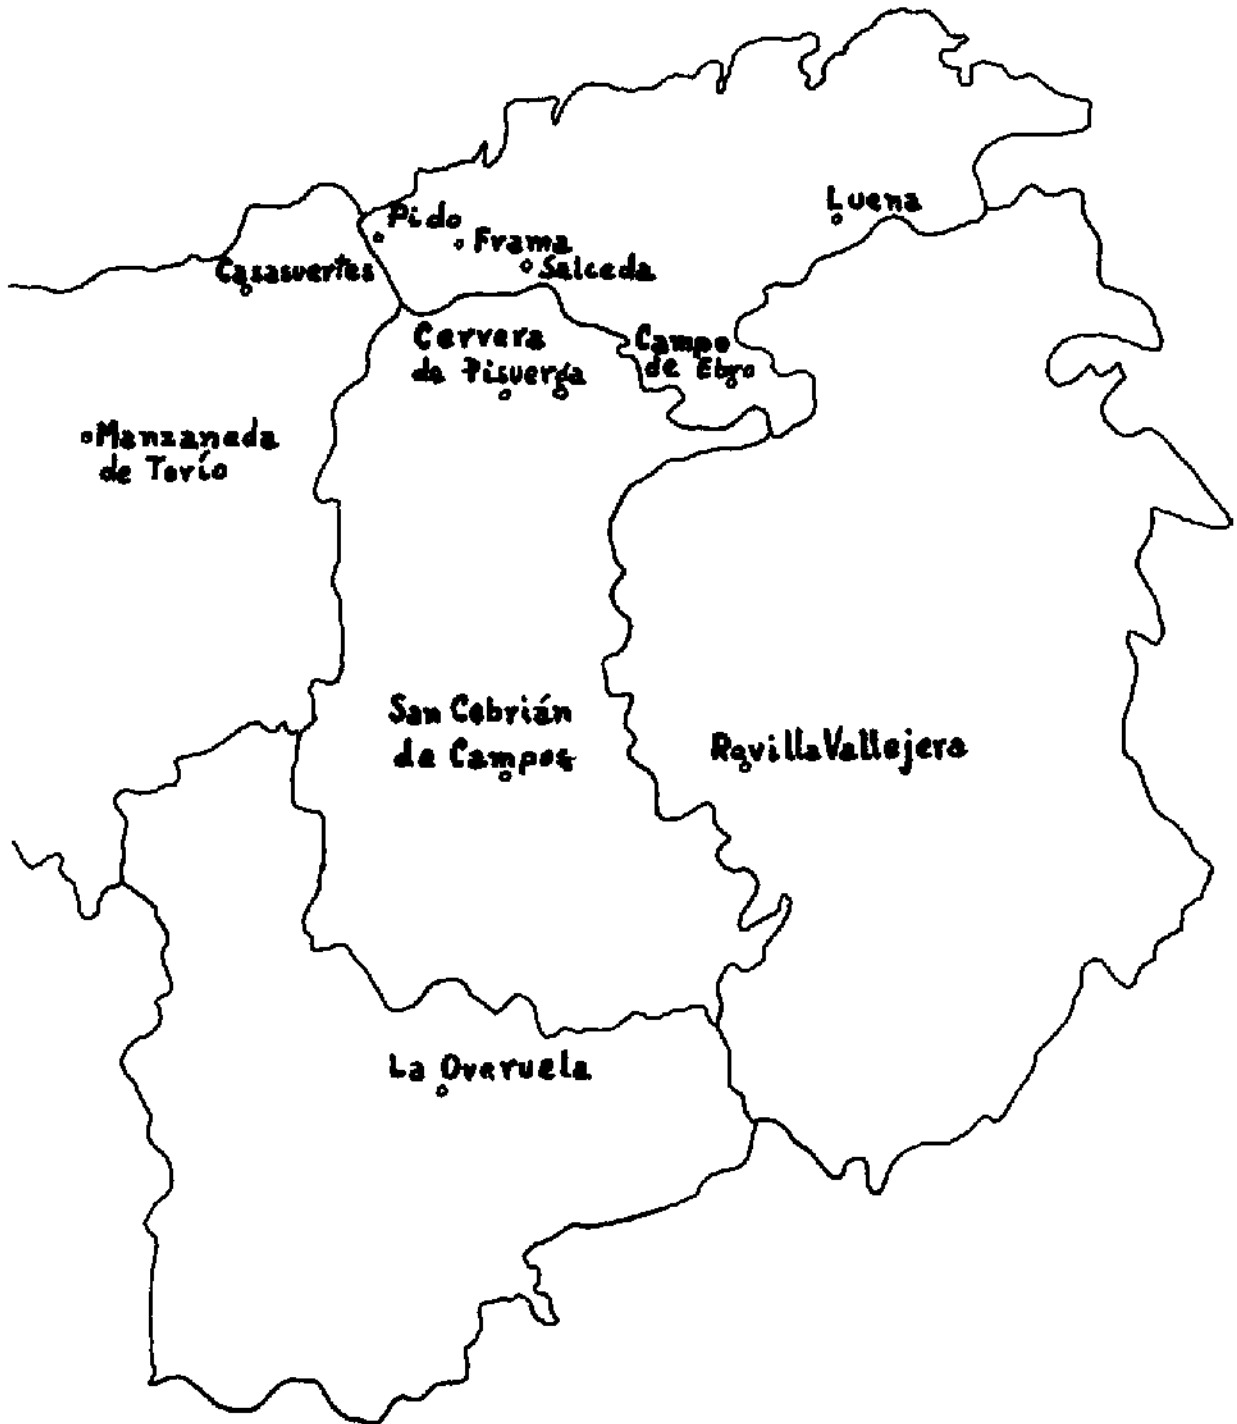 Luena
Pido
Frama
Salceda
Casasuertes
Cervera
de Pisuerga
Campo
de Ebro
Manzaneda
de Torío
San Cebrián
de Campos
Revilla Vallejera
La Overuela